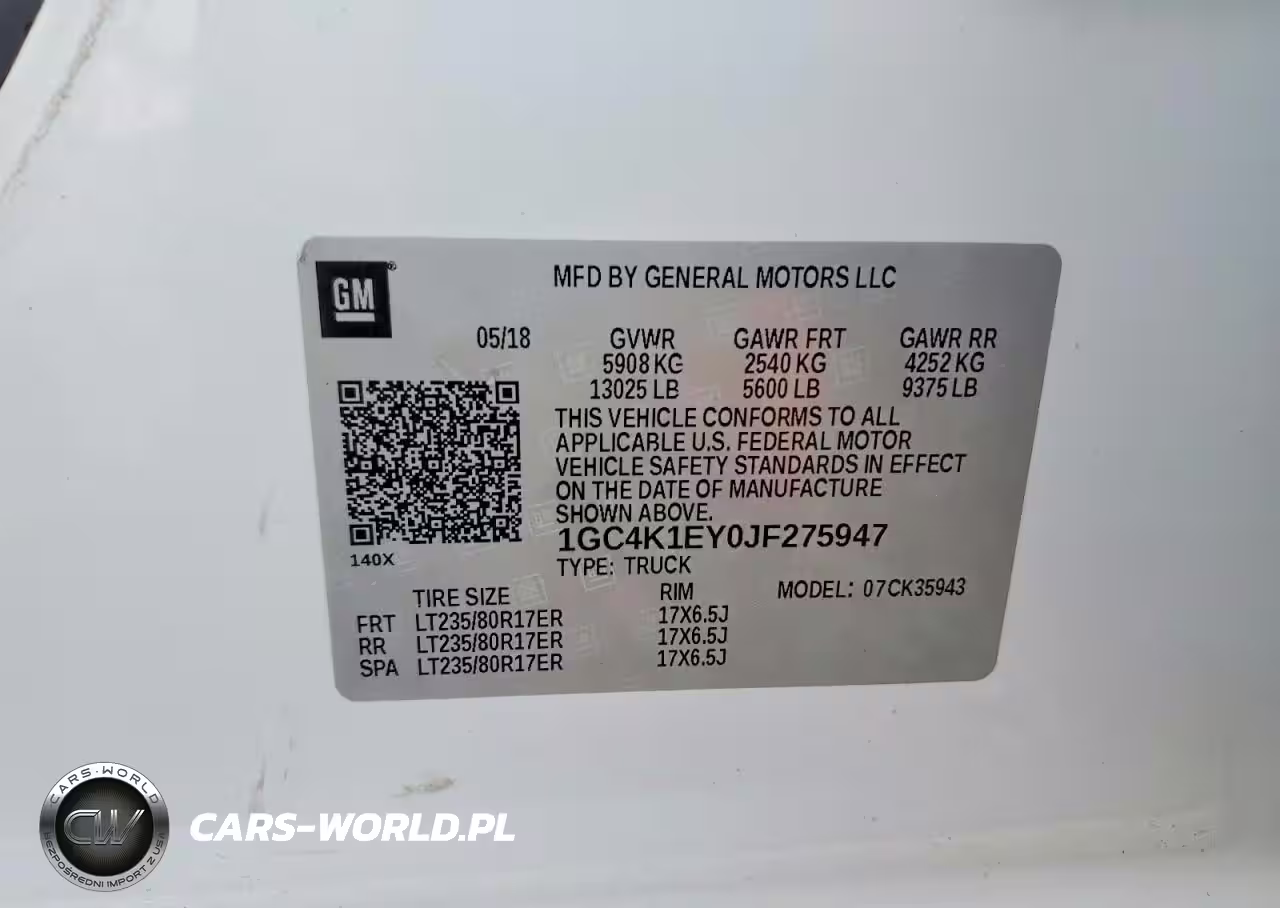 GM
MFD BY GENERAL MOTORS LLC
05/18 GVWR GAWR FRT GAWR RR
5908 KG 2540 KG 4252 KG
13025 LB 5600 LB 9375 LB
THIS VEHICLE CONFORMS TO ALL
APPLICABLE U.S. FEDERAL MOTOR
VEHICLE SAFETY STANDARDS IN EFFECT
ON THE DATE OF MANUFACTURE
SHOWN ABOVE.
1GC4K1EY0JF275947
140X
TYPE: TRUCK
TIRE SIZE RIM MODEL: 07CK35943
FRT LT235/80R17ER 17X6.5J
RR LT235/80R17ER 17X6.5J
SPA LT235/80R17ER 17X6.5J
CARS-WORLD
CW
BEZPOŚREDNI IMPORT Z USA
CARS-WORLD.PL